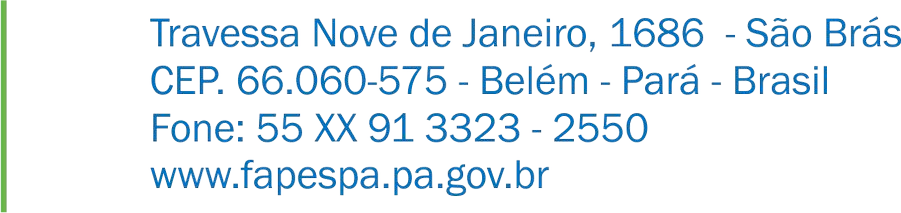 Travessa Nove de Janeiro, 1686 - São Brás
CEP. 66.060-575 - Belém - Pará - Brasil
Fone: 55 XX 91 3323 - 2550
www.fapespa.pa.gov.br